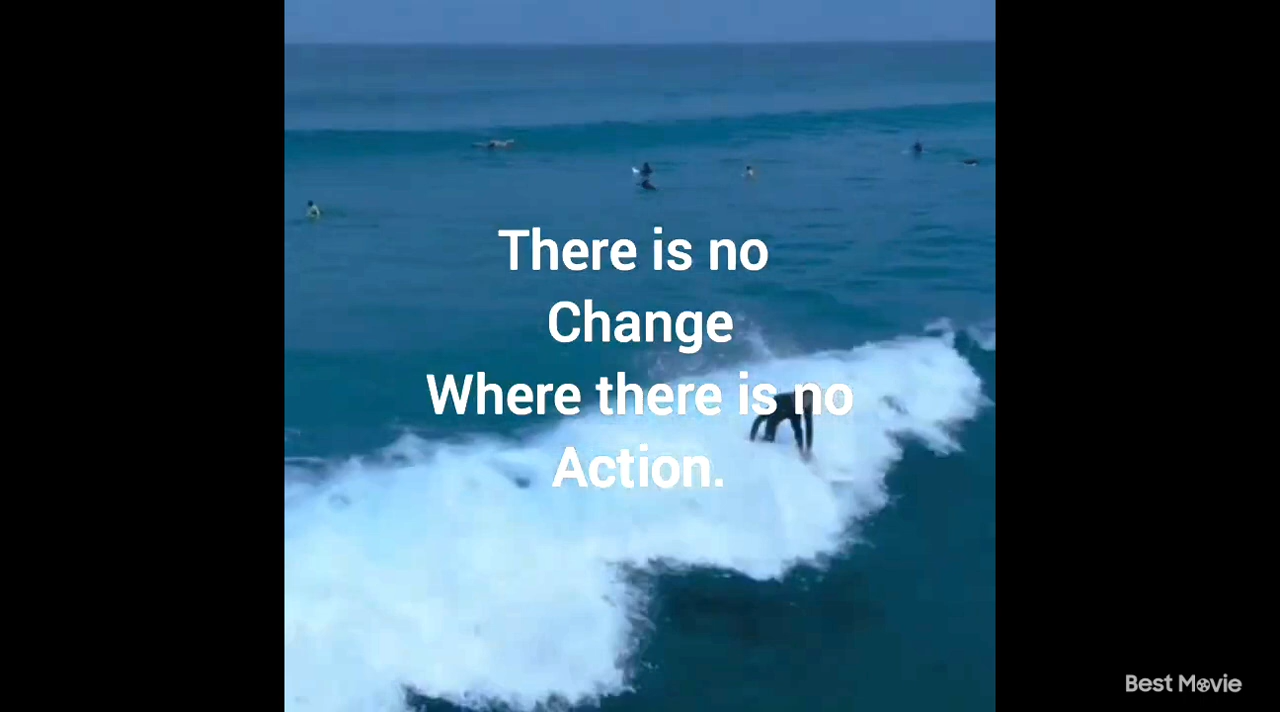 There is no
Change
Where there is no
Action.
Best Movie